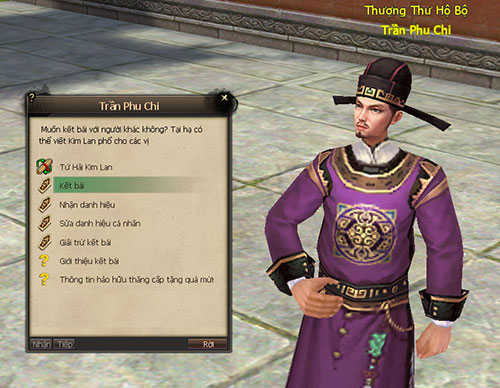 Thương Thư Hộ Bộ
Trần Phu Chi
?
Trần Phu Chi
Muốn kết bái với người khác không? Tại hạ có
thể viết Kim Lan phổ cho các vị
Tứ Hải Kim Lan
Kết bái
Nhận danh hiệu
Sửa danh hiệu cá nhân
Giải trừ kết bái
? Giới thiệu kết bái
? Thông tin hảo hữu thăng cấp tặng quà mừn
Nhận Tiếp Rời